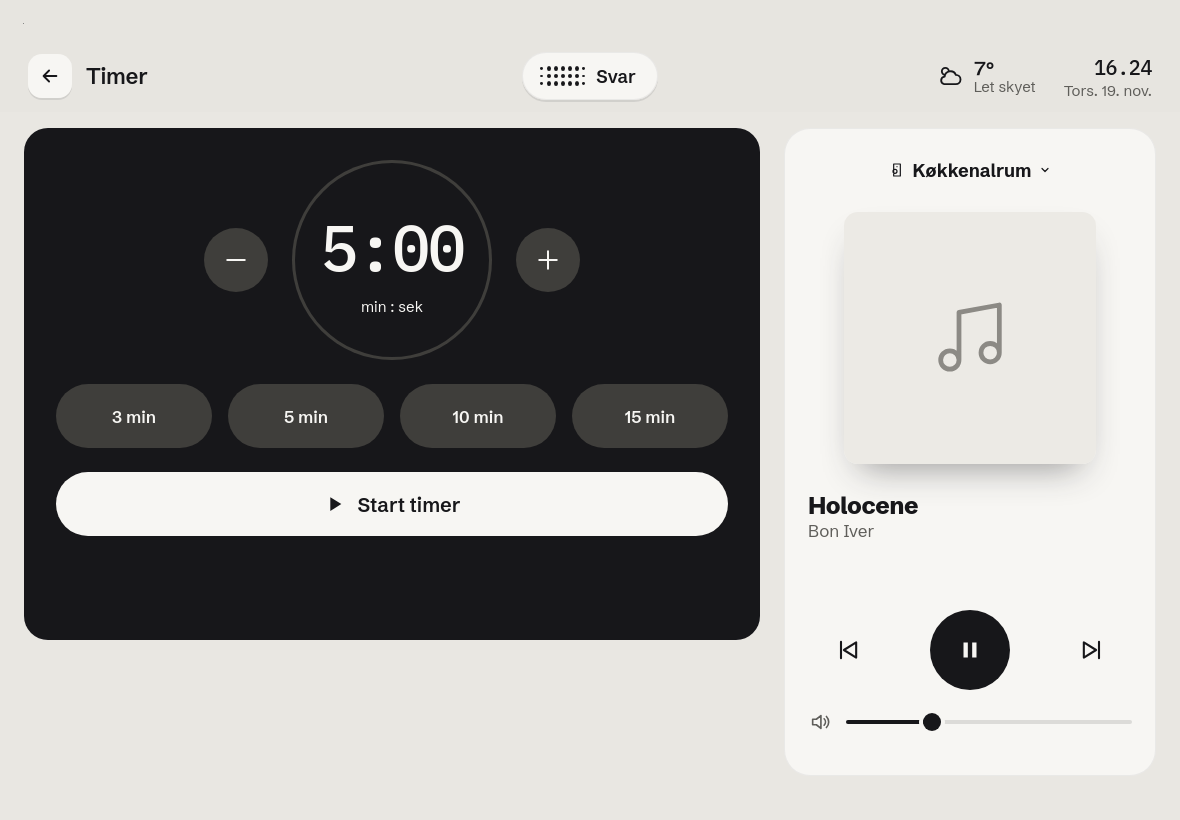 Timer
Svar
7°
Let skyet
16.24
Tors. 19. nov.
5:00
min : sek
3 min
5 min
10 min
15 min
Start timer
Køkkenalrum
Holocene
Bon Iver